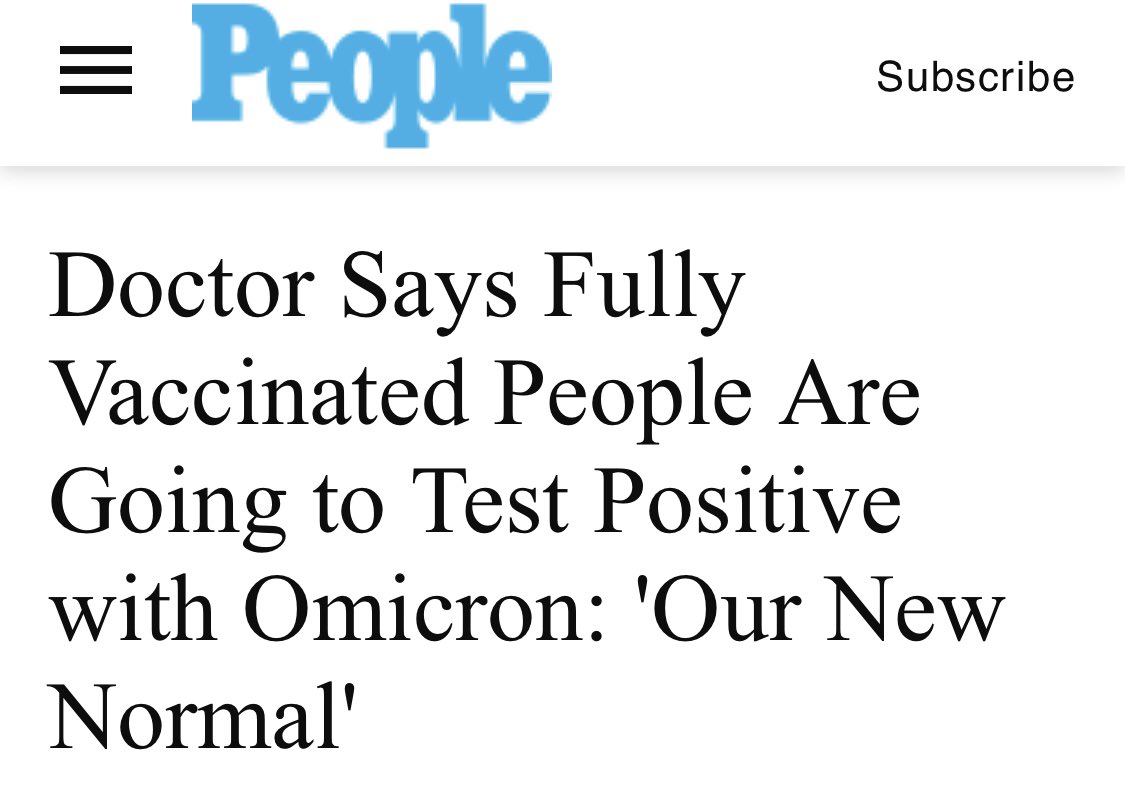 People
Subscribe
Doctor Says Fully
Vaccinated People Are
Going to Test Positive
with Omicron: 'Our New
Normal'